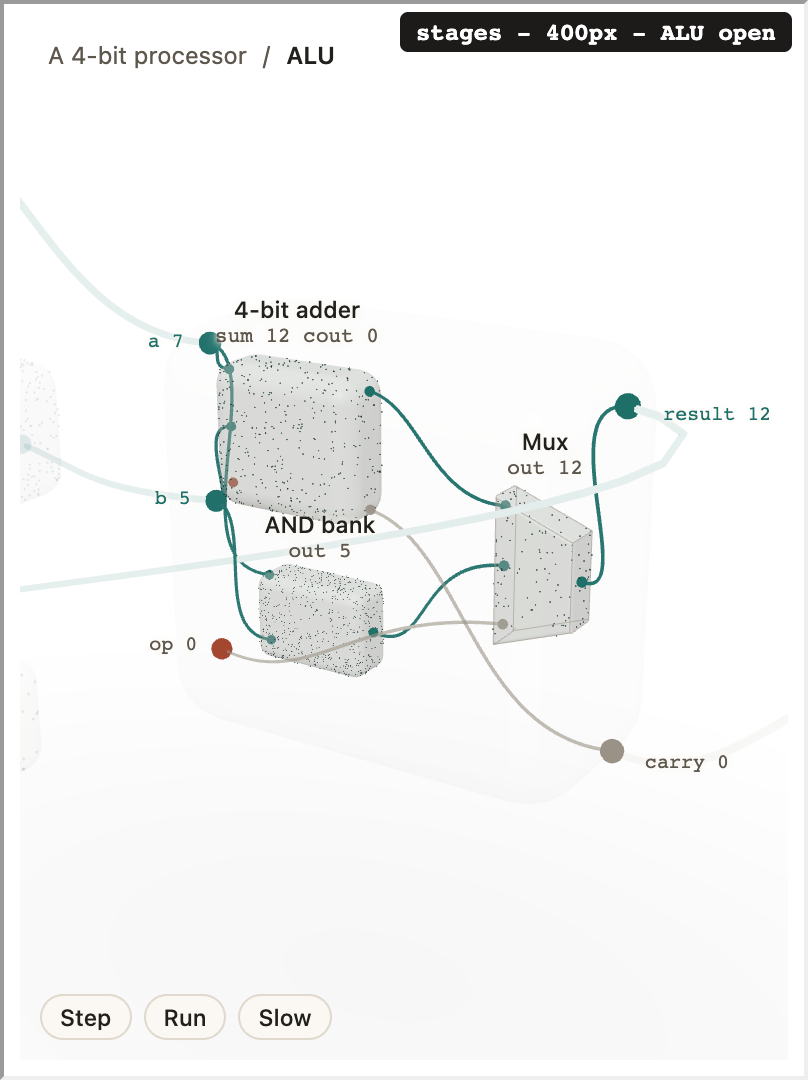 stages – 400px – ALU open
A 4-bit processor / ALU
4-bit adder
sum 12 cout 0
a 7
result 12
Mux
out 12
b 5
AND bank
out 5
op 0
carry 0
Step
Run
Slow